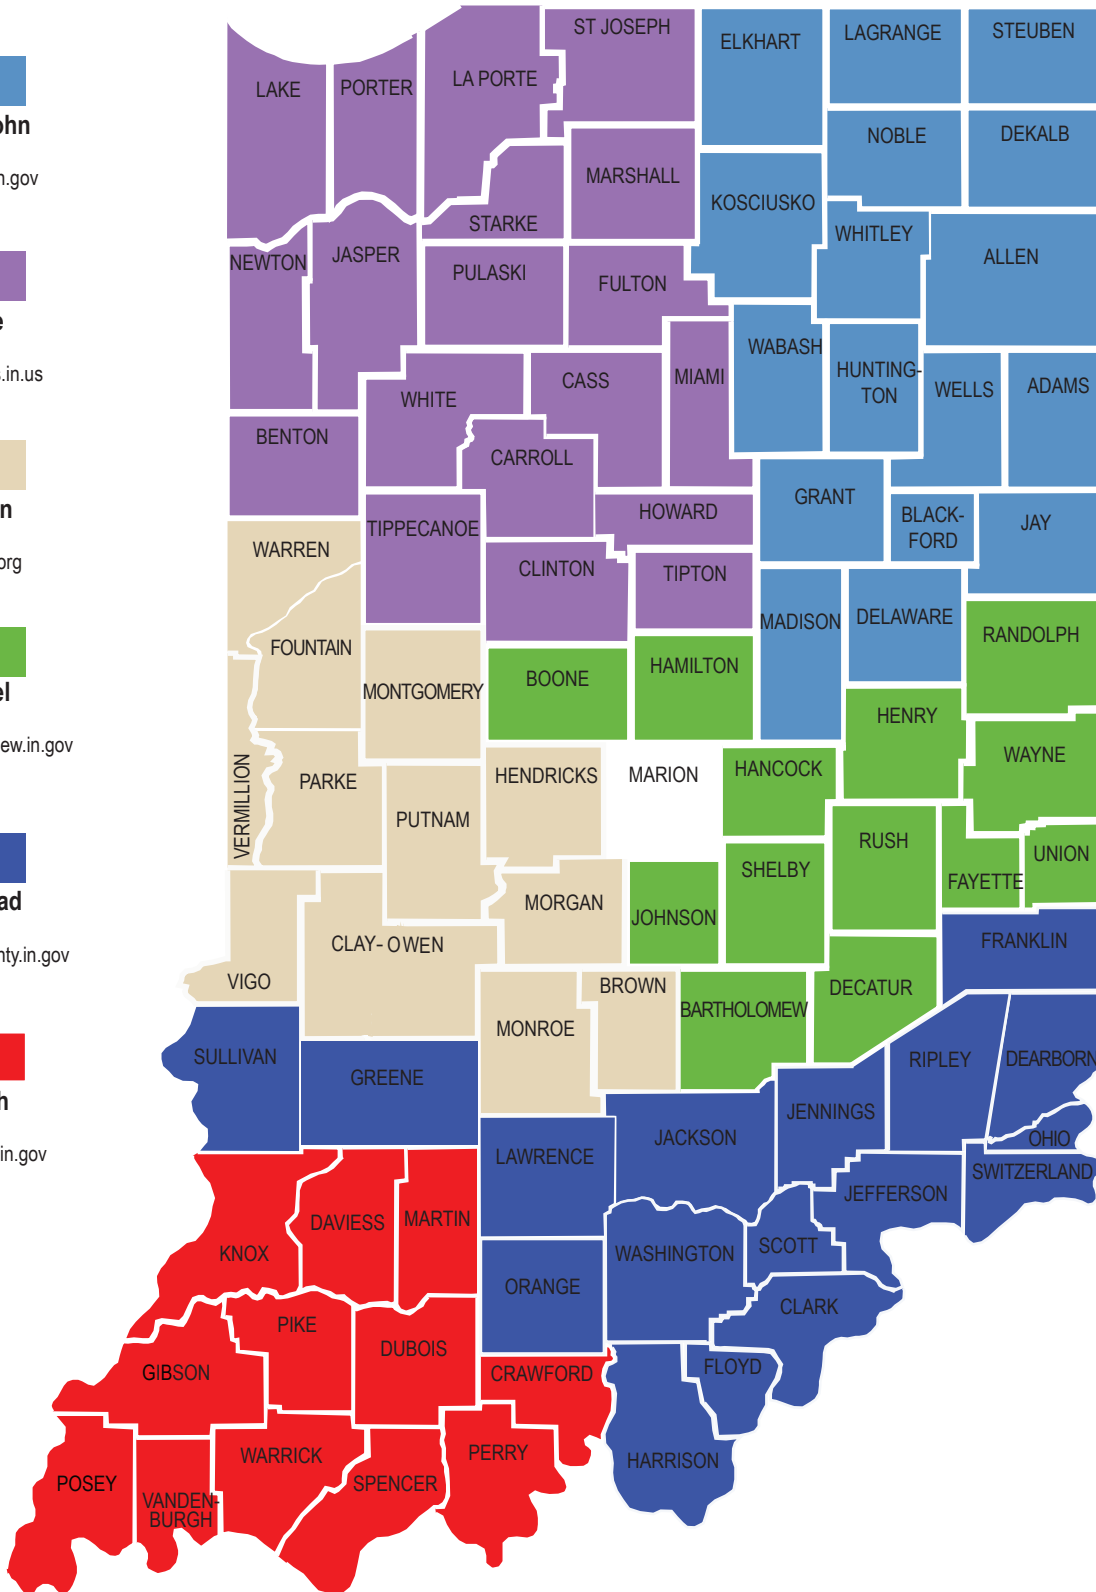 ohn
n.gov
e
s.in.us
n
org
el
ew.in.gov
ad
nty.in.gov
h
in.gov
ST JOSEPH
ELKHART
LAGRANGE
STEUBEN
LAKE
PORTER
LA PORTE
NOBLE
DEKALB
MARSHALL
KOSCIUSKO
STARKE
WHITLEY
NEWTON
JASPER
PULASKI
FULTON
ALLEN
WABASH
HUNTING-
TON
WELLS
ADAMS
WHITE
CASS
MIAMI
BENTON
CARROLL
GRANT
TIPPECANOE
HOWARD
BLACK-
FORD
JAY
WARREN
CLINTON
TIPTON
MADISON
DELAWARE
RANDOLPH
FOUNTAIN
MONTGOMERY
BOONE
HAMILTON
HENRY
WAYNE
VERMILLION
PARKE
HENDRICKS
MARION
HANCOCK
PUTNAM
RUSH
UNION
SHELBY
FAYETTE
MORGAN
JOHNSON
CLAY-OWEN
FRANKLIN
VIGO
BROWN
DECATUR
MONROE
BARTHOLOMEW
SULLIVAN
GREENE
RIPLEY
DEARBORN
JENNINGS
JACKSON
OHIO
LAWRENCE
SWITZERLAND
JEFFERSON
DAVIESS
MARTIN
KNOX
WASHINGTON
SCOTT
ORANGE
CLARK
PIKE
DUBOIS
GIBSON
CRAWFORD
FLOYD
WARRICK
PERRY
HARRISON
POSEY
SPENCER
VANDEN-
BURGH